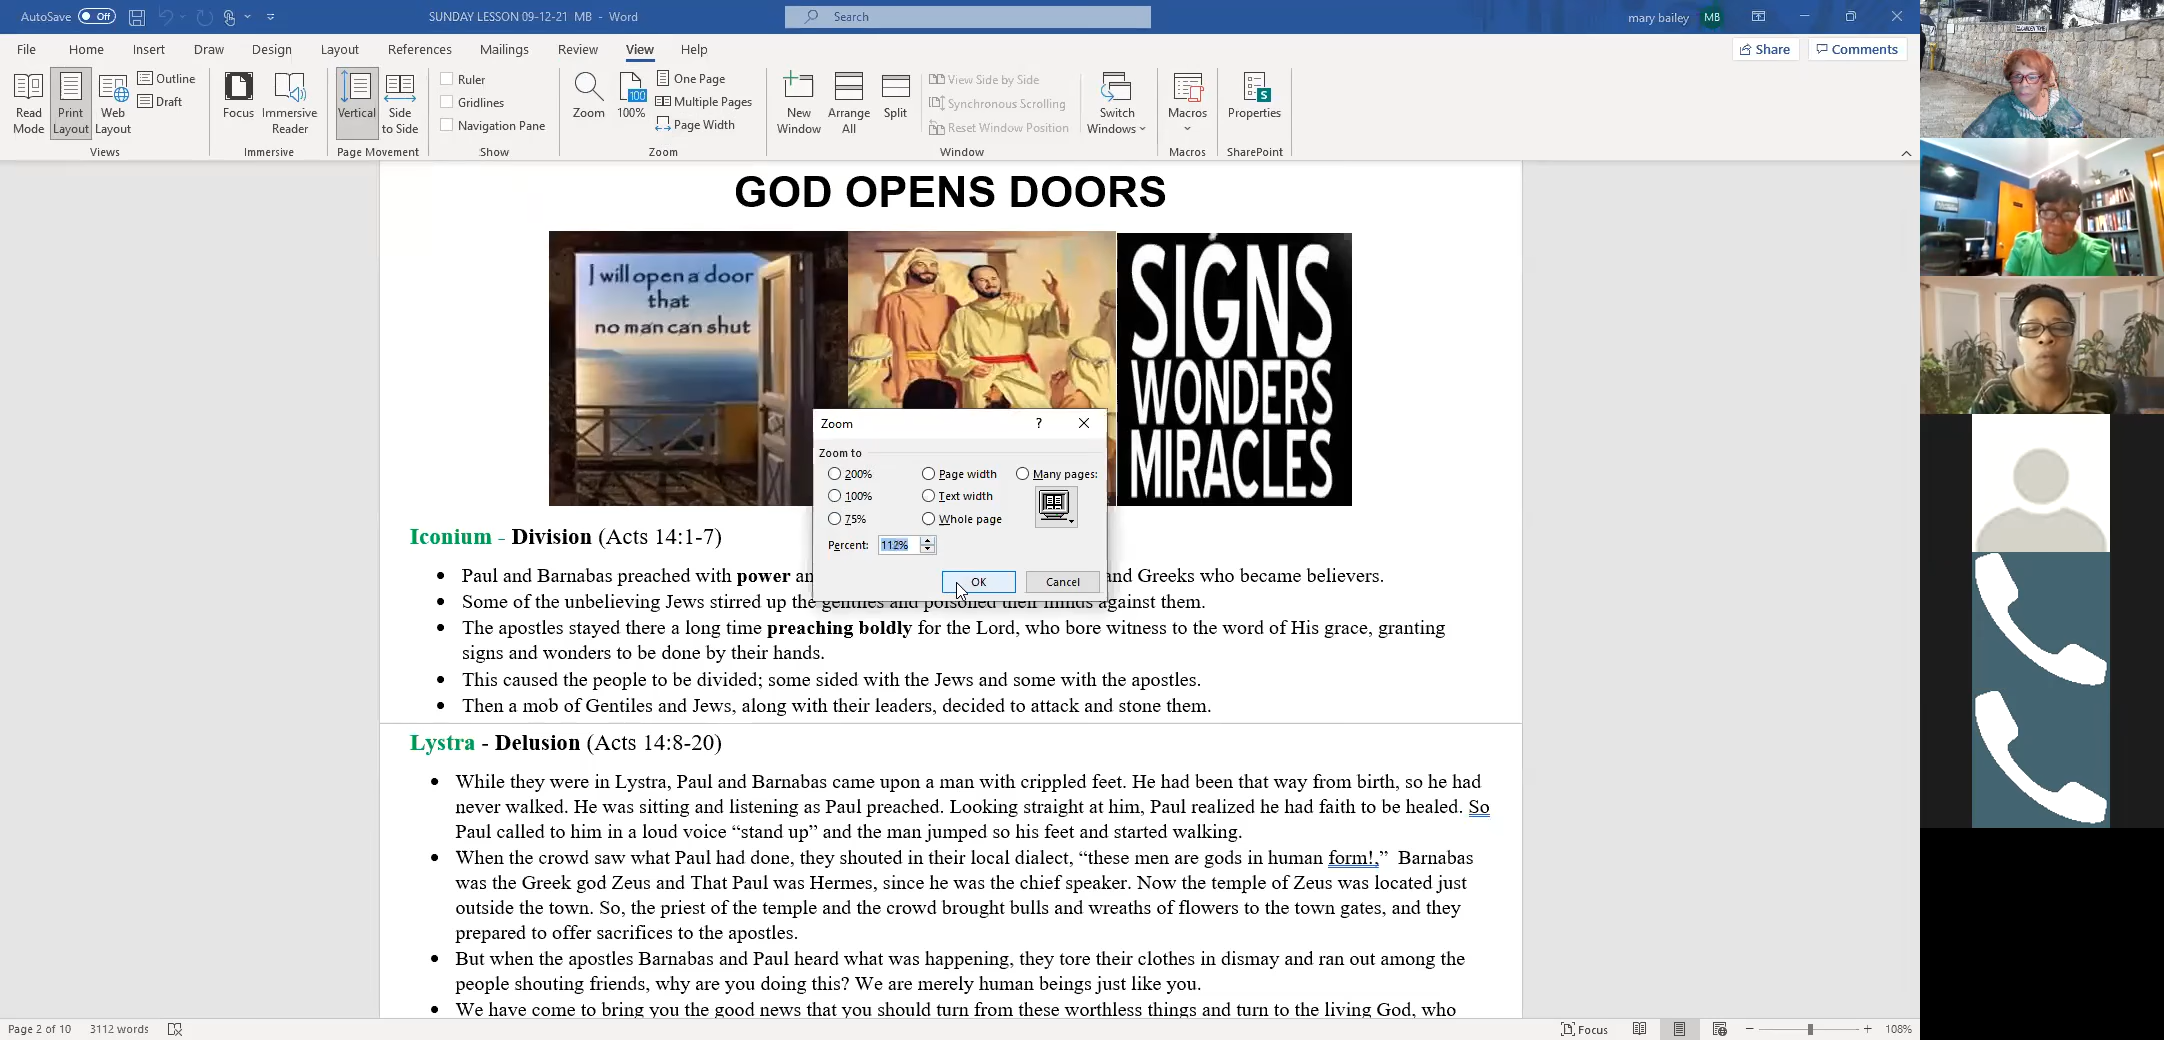 AutoSave Off SUNDAY LESSON 09-12-21 MB - Word Search mary bailey MB
File Home Insert Draw Design Layout References Mailings Review View Help Share Comments
Read Mode
Print Layout
Web Layout
Outline
Draft
Views
Focus
Immersive Reader
Immersive
Vertical
Side to Side
Page Movement
Ruler
Gridlines
Navigation Pane
Show
Zoom
100
100%
One Page
Multiple Pages
Page Width
Zoom
New Window
Arrange All
Split
View Side by Side
Synchronous Scrolling
Reset Window Position
Switch Windows
Window
Macros
Macros
S
Properties
SharePoint
GOD OPENS DOORS
I will open a door
that
no man can shut
SIGNS
WONDERS
MIRACLES
Zoom ?
Zoom to
200% Page width Many pages:
100% Text width
75% Whole page
Percent: 112%
OK Cancel
Iconium - Division (Acts 14:1-7)
• Paul and Barnabas preached with power an and Greeks who became believers.
• Some of the unbelieving Jews stirred up the gentiles and poisoned their minds against them.
• The apostles stayed there a long time preaching boldly for the Lord, who bore witness to the word of His grace, granting
signs and wonders to be done by their hands.
• This caused the people to be divided; some sided with the Jews and some with the apostles.
• Then a mob of Gentiles and Jews, along with their leaders, decided to attack and stone them.
Lystra - Delusion (Acts 14:8-20)
• While they were in Lystra, Paul and Barnabas came upon a man with crippled feet. He had been that way from birth, so he had
never walked. He was sitting and listening as Paul preached. Looking straight at him, Paul realized he had faith to be healed. So
Paul called to him in a loud voice “stand up” and the man jumped so his feet and started walking.
• When the crowd saw what Paul had done, they shouted in their local dialect, “these men are gods in human form!,” Barnabas
was the Greek god Zeus and That Paul was Hermes, since he was the chief speaker. Now the temple of Zeus was located just
outside the town. So, the priest of the temple and the crowd brought bulls and wreaths of flowers to the town gates, and they
prepared to offer sacrifices to the apostles.
• But when the apostles Barnabas and Paul heard what was happening, they tore their clothes in dismay and ran out among the
people shouting friends, why are you doing this? We are merely human beings just like you.
• We have come to bring you the good news that you should turn from these worthless things and turn to the living God, who
Page 2 of 10 3112 words Focus 108%